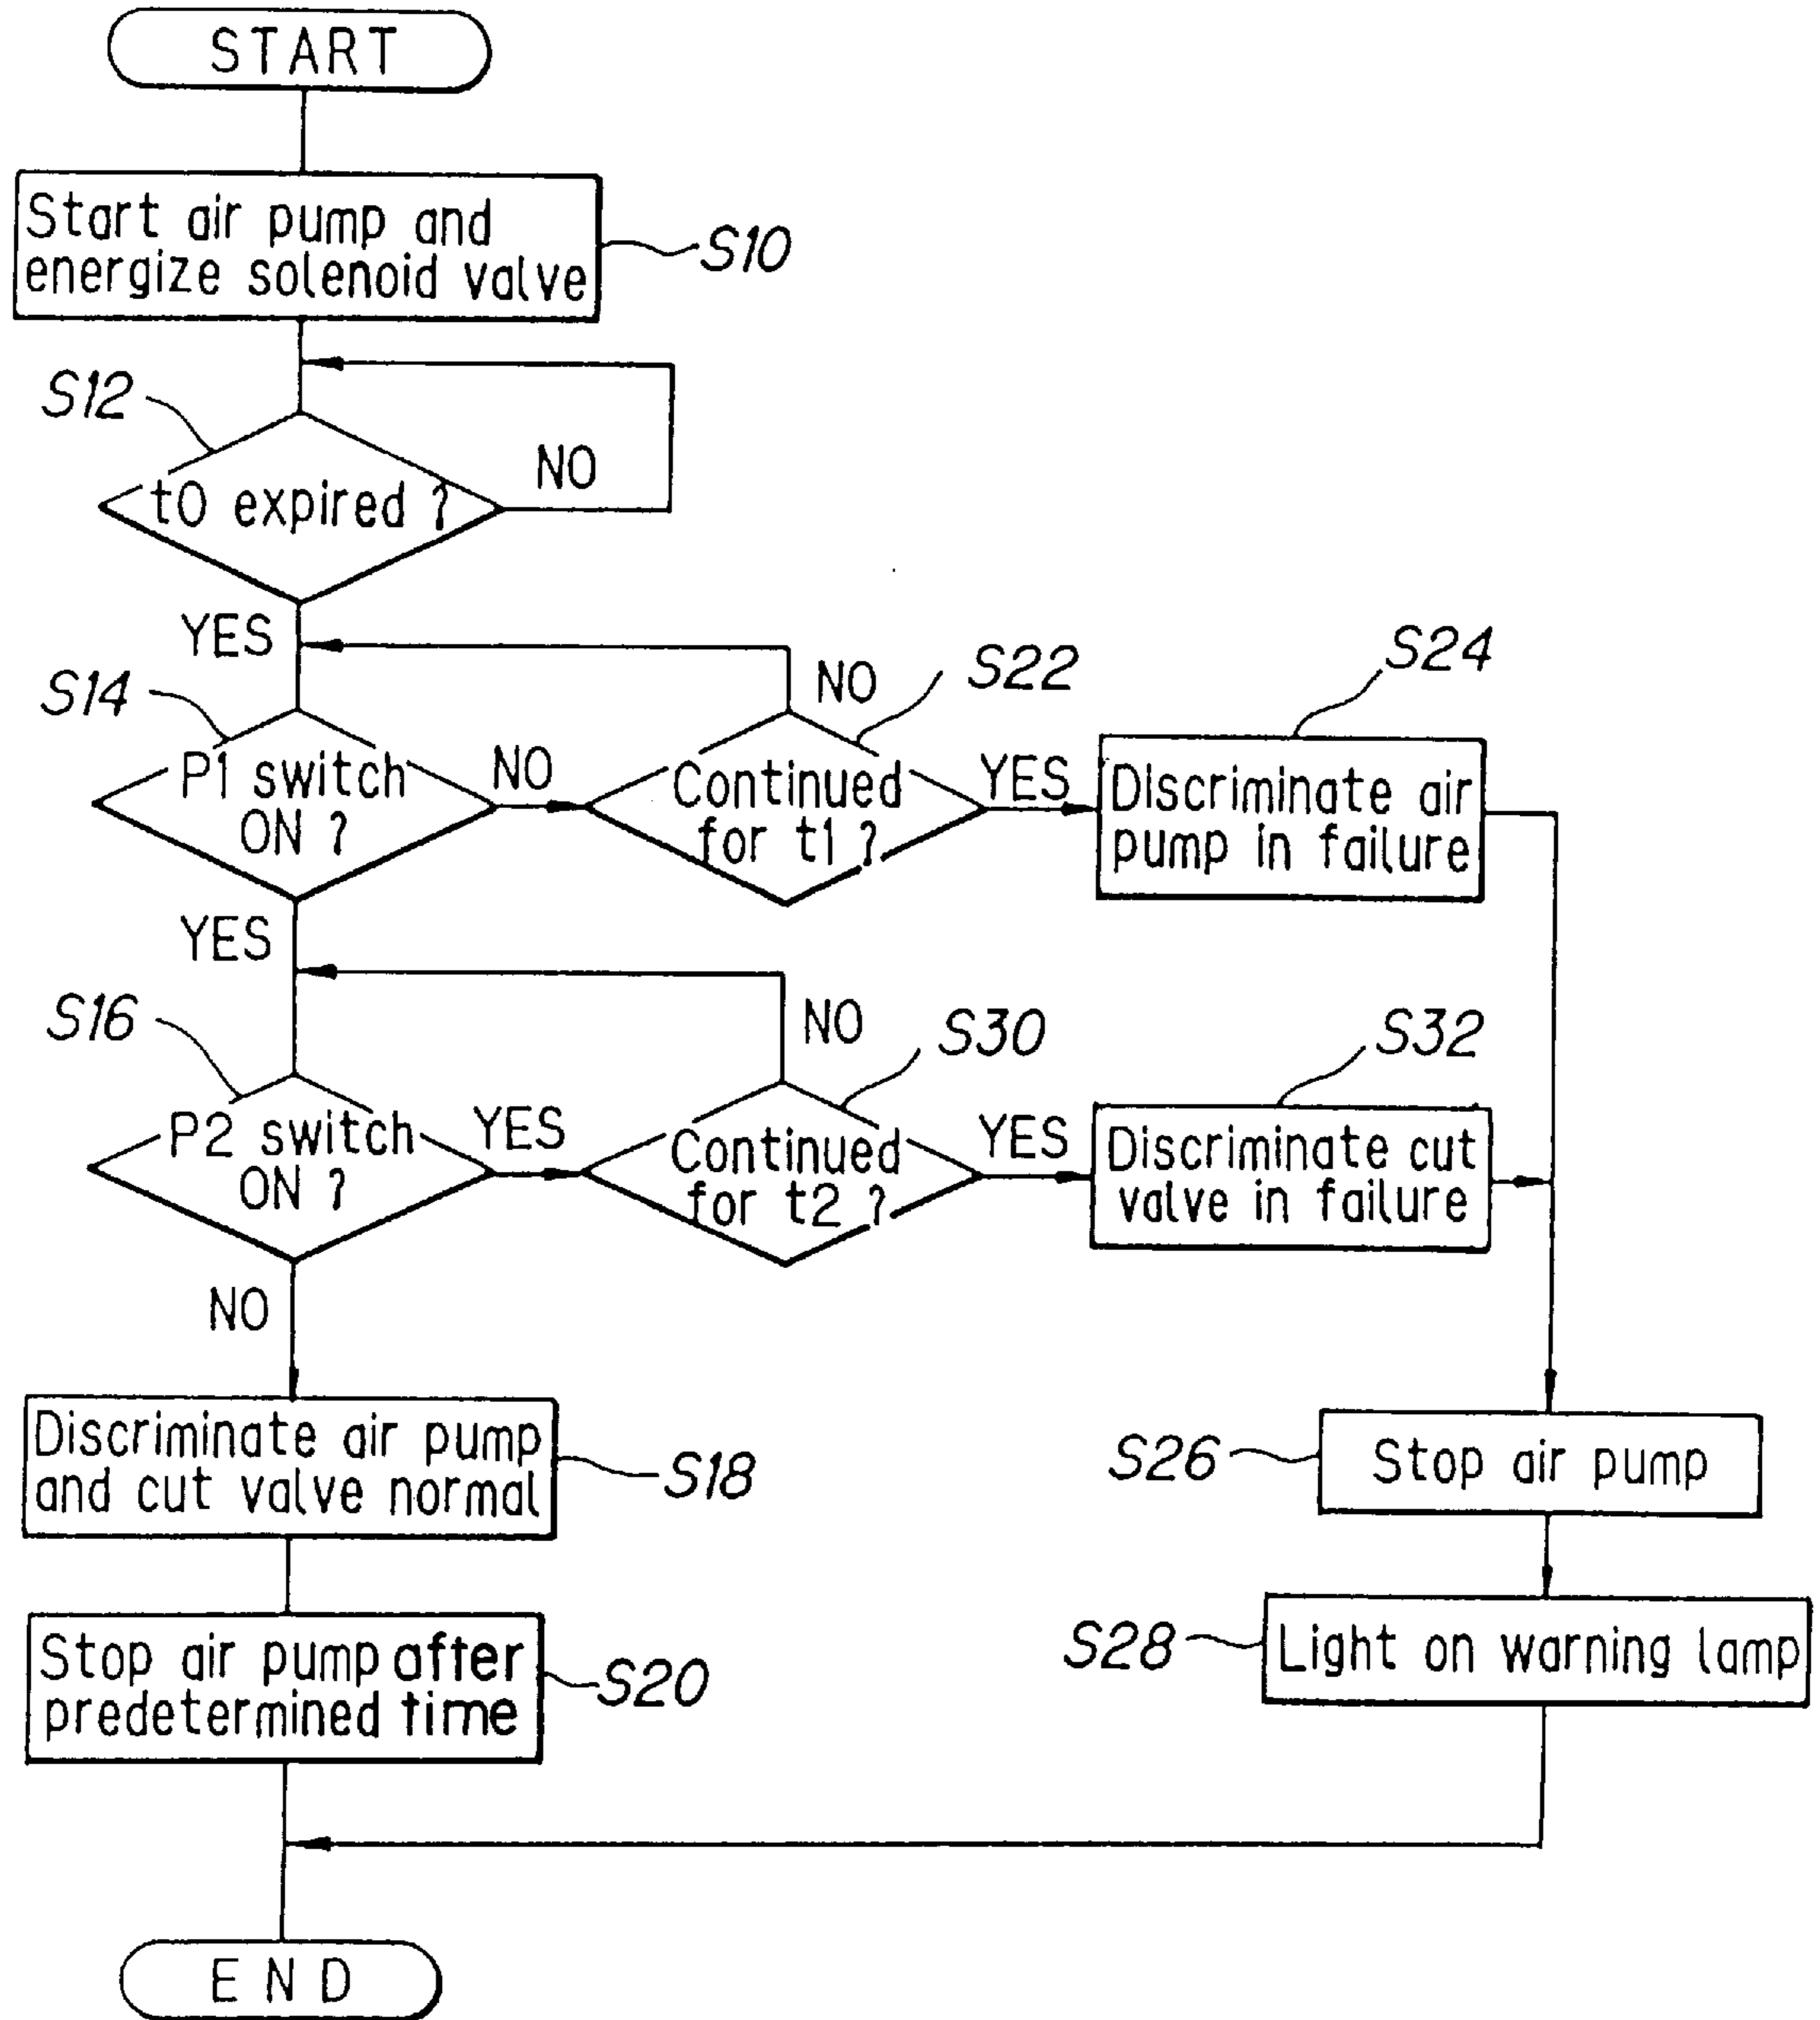 START
Start air pump and
energize solenoid valve
S10
S12
t0 expired ?
NO
YES
S14
P1 switch
ON ?
NO
S22
NO
Continued
for t1 ?
YES
S24
Discriminate air
pump in failure
YES
S16
P2 switch
ON ?
YES
S30
NO
Continued
for t2 ?
YES
S32
Discriminate cut
valve in failure
NO
Discriminate air pump
and cut valve normal
S18
S26
Stop air pump
Stop air pump after
predetermined time
S20
S28
Light on warning lamp
END